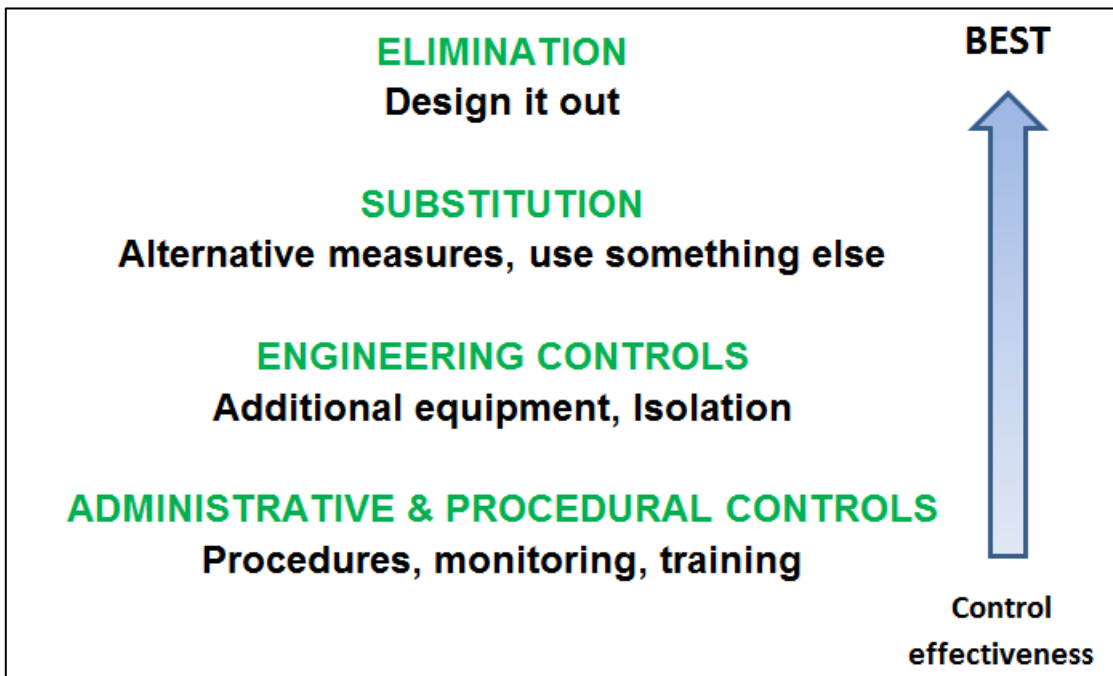 ELIMINATION
Design it out
SUBSTITUTION
Alternative measures, use something else
ENGINEERING CONTROLS
Additional equipment, Isolation
ADMINISTRATIVE & PROCEDURAL CONTROLS
Procedures, monitoring, training
BEST
Control
effectiveness